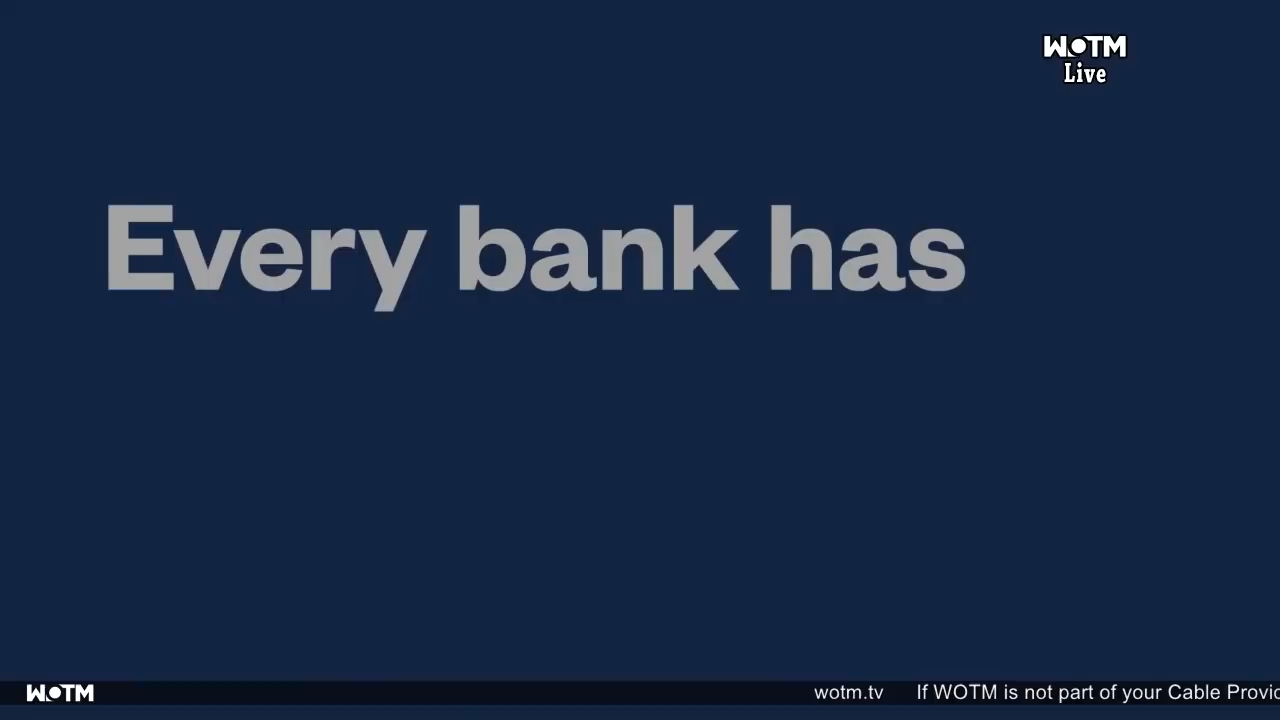 WOTM
Live
Every bank has
WOTM
wotm.tv
If WOTM is not part of your Cable